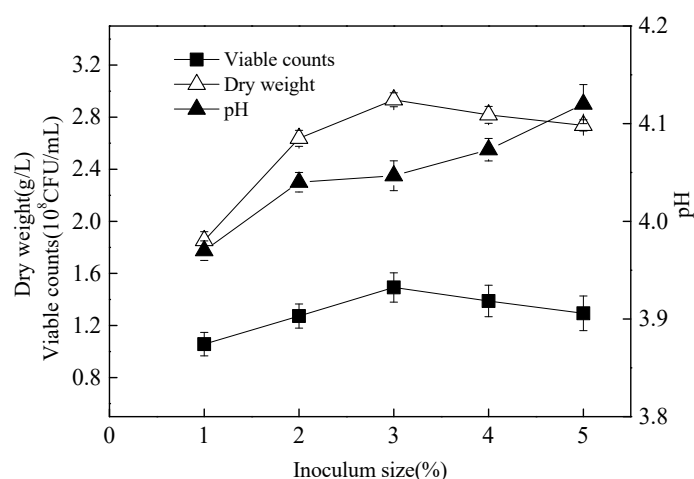 Viable counts
Dry weight
pH
3.2
2.8
2.4
2.0
1.6
1.2
0.8
4.2
4.1
4.0
3.9
3.8
0 1 2 3 4 5
Dry weight(g/L)
Viable counts(10⁸CFU/mL)
pH
Inoculum size(%)